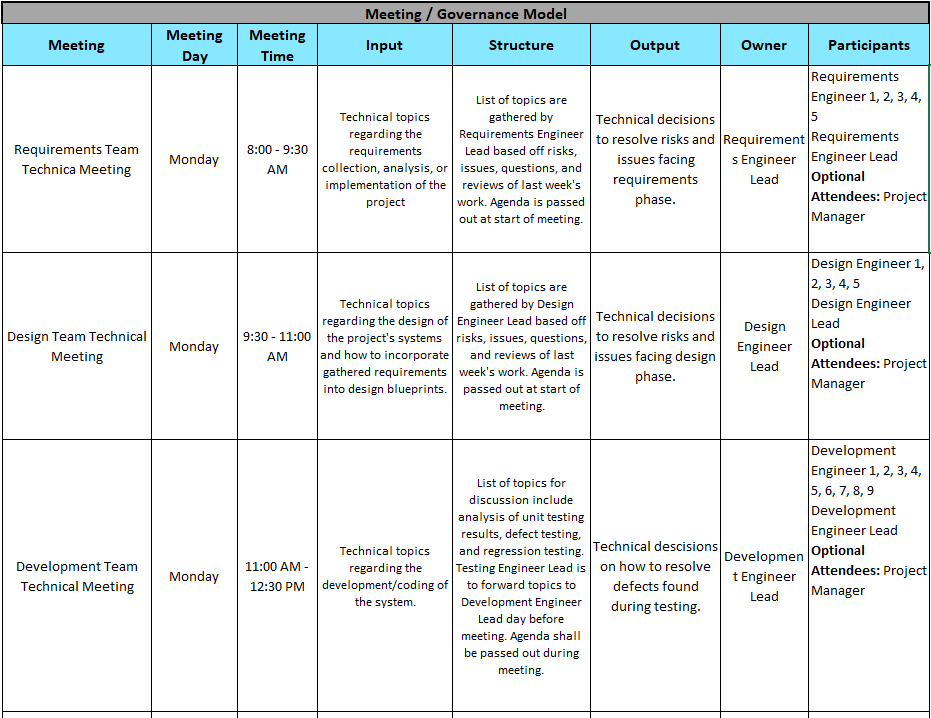 Meeting / Governance Model
Meeting
Meeting
Day
Meeting
Time
Input
Structure
Output
Owner
Participants
Requirements Team
Technica Meeting
Monday
8:00 - 9:30
AM
Technical topics
regarding the
requirements
collection, analysis, or
implementation of the
project
List of topics are
gathered by
Requirements Engineer
Lead based off risks,
issues, questions, and
reviews of last week's
work. Agenda is passed
out at start of meeting.
Technical decisions
to resolve risks and
issues facing
requirements
phase.
Requirement
s Engineer
Lead
Requirements
Engineer 1, 2, 3, 4,
5
Requirements
Engineer Lead
Optional
Attendees: Project
Manager
Design Team Technical
Meeting
Monday
9:30 - 11:00
AM
Technical topics
regarding the design of
the project's systems
and how to incorporate
gathered requirements
into design blueprints.
List of topics are
gathered by Design
Engineer Lead based off
risks, issues, questions,
and reviews of last
week's work. Agenda is
passed out at start of
meeting.
Technical decisions
to resolve risks and
issues facing design
phase.
Design
Engineer
Lead
Design Engineer 1,
2, 3, 4, 5
Design Engineer
Lead
Optional
Attendees: Project
Manager
Development Team
Technical Meeting
Monday
11:00 AM -
12:30 PM
Technical topics
regarding the
development/coding of
the system.
List of topics for
discussion include
analysis of unit testing
results, defect testing,
and regression testing.
Testing Engineer Lead is
to forward topics to
Development Engineer
Lead day before
meeting. Agenda shall
be passed out during
meeting.
Technical descisions
on how to resolve
defects found
during testing.
Developmen
t Engineer
Lead
Development
Engineer 1, 2, 3, 4,
5, 6, 7, 8, 9
Development
Engineer Lead
Optional
Attendees: Project
Manager